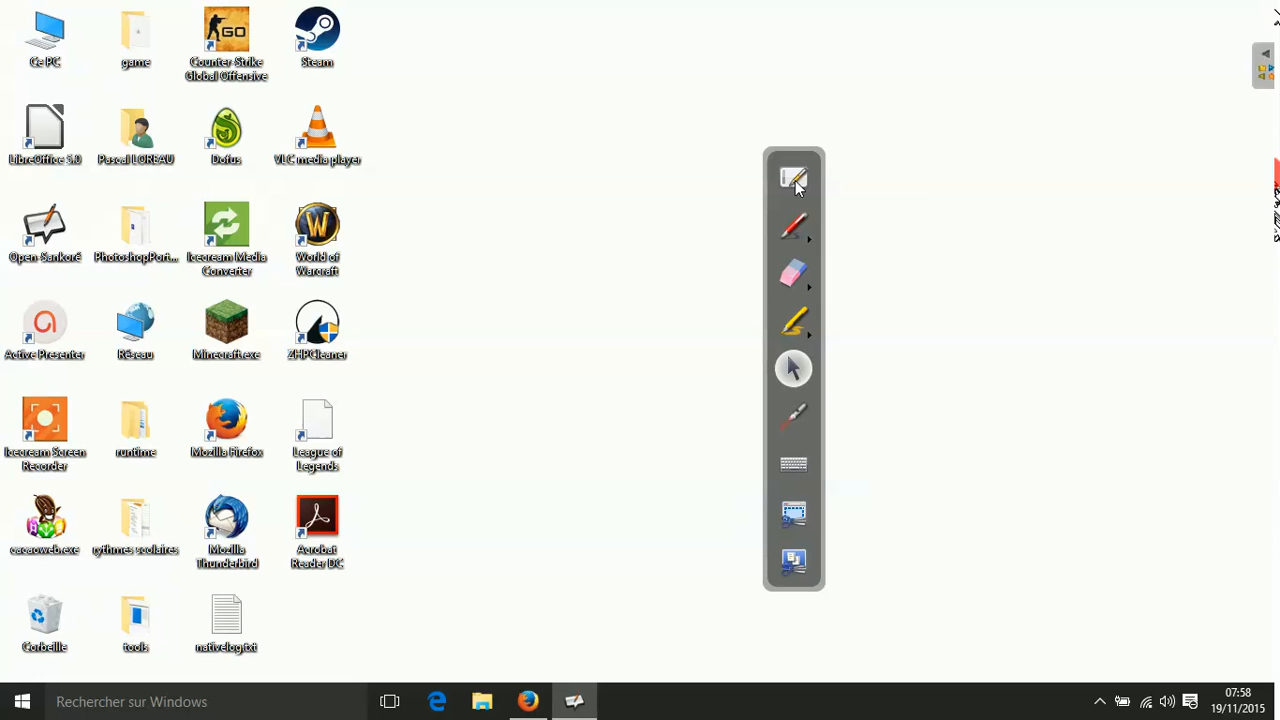 Ce PC
game
GO
Counter-Strike
Global Offensive
Steam
LibreOffice 5.0
Pascal LOREAU
Dofus
VLC media player
Open-Sankoré
PhotoshopPort...
Icecream Media
Converter
World of
Warcraft
Active Presenter
Réseau
Minecraft.exe
ZHPCleaner
Icecream Screen
Recorder
runtime
Mozilla Firefox
League of
Legends
cacaoweb.exe
rythmes scolaires
Mozilla
Thunderbird
Acrobat
Reader DC
Corbeille
tools
nativelog.txt
Rechercher sur Windows
07:58
19/11/2015